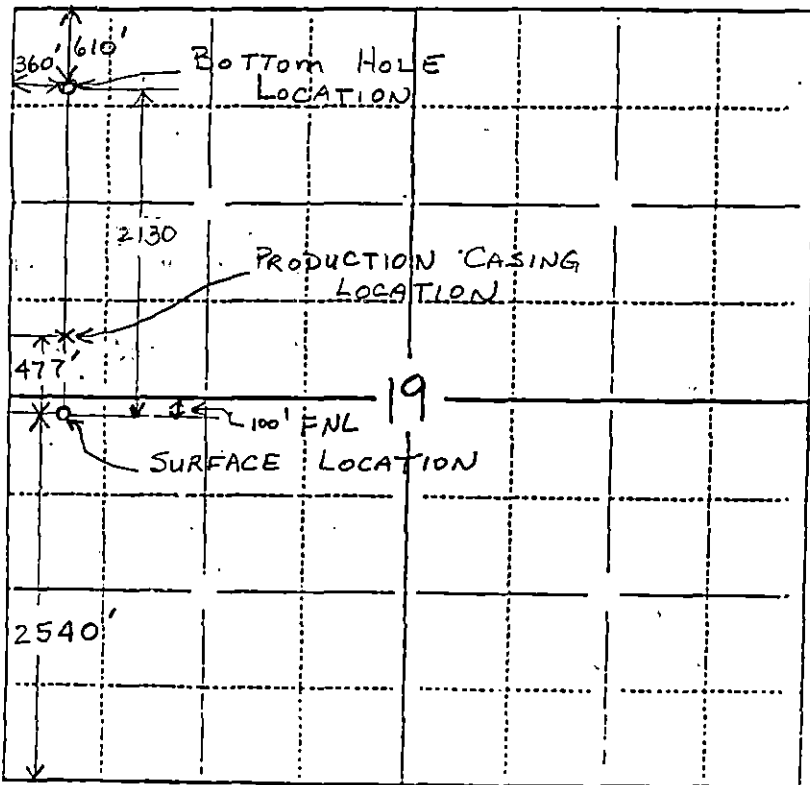 610'
360'
BOTTOM HOLE
LOCATION
2130
PRODUCTION CASING
LOCATION
477'
19
100' FNL
SURFACE LOCATION
2540'